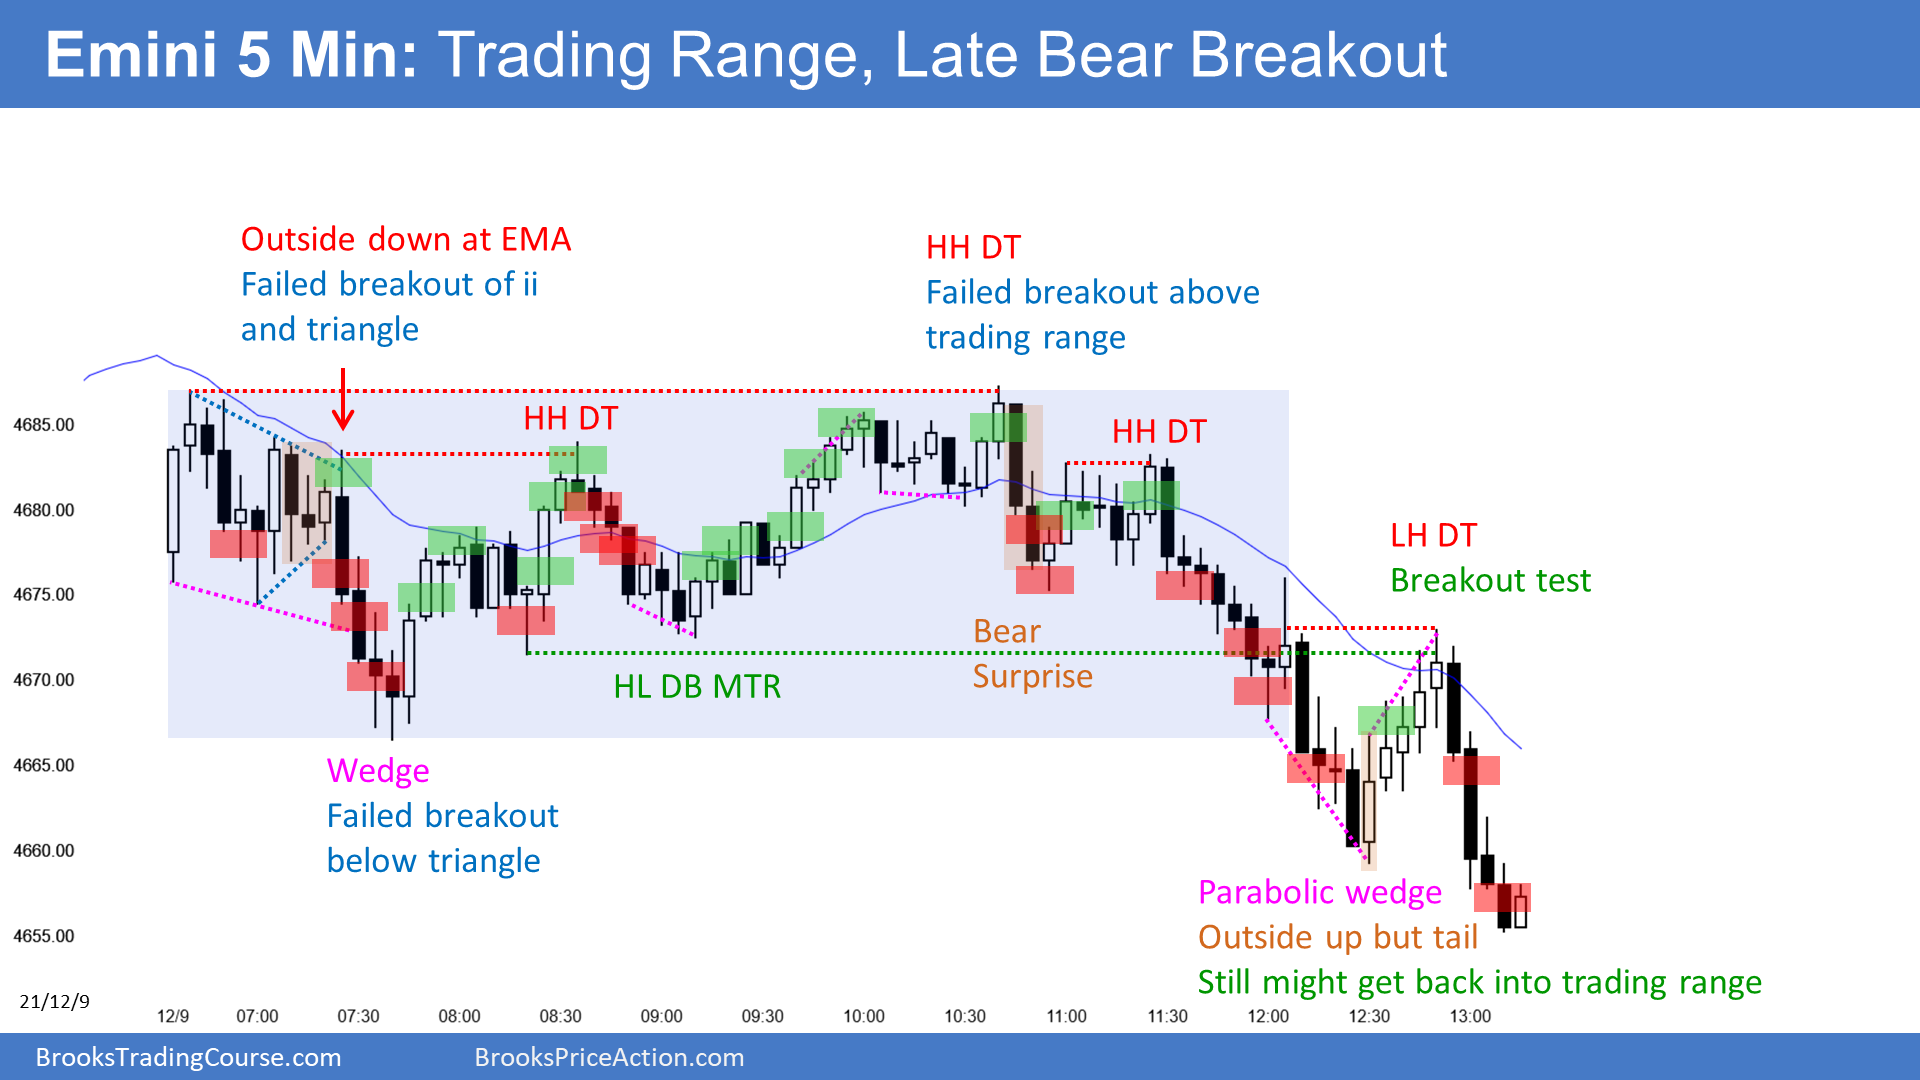 Emini 5 Min: Trading Range, Late Bear Breakout
Outside down at EMA
Failed breakout of ii
and triangle
HH DT
Failed breakout above
trading range
HH DT
HH DT
LH DT
Breakout test
Bear
Surprise
HL DB MTR
Wedge
Failed breakout
below triangle
Parabolic wedge
Outside up but tail
Still might get back into trading range
4685.00
4680.00
4675.00
4670.00
4665.00
4660.00
4655.00
21/12/9
12/9 07:00 07:30 08:00 08:30 09:00 09:30 10:00 10:30 11:00 11:30 12:00 12:30 13:00
BrooksTradingCourse.com BrooksPriceAction.com